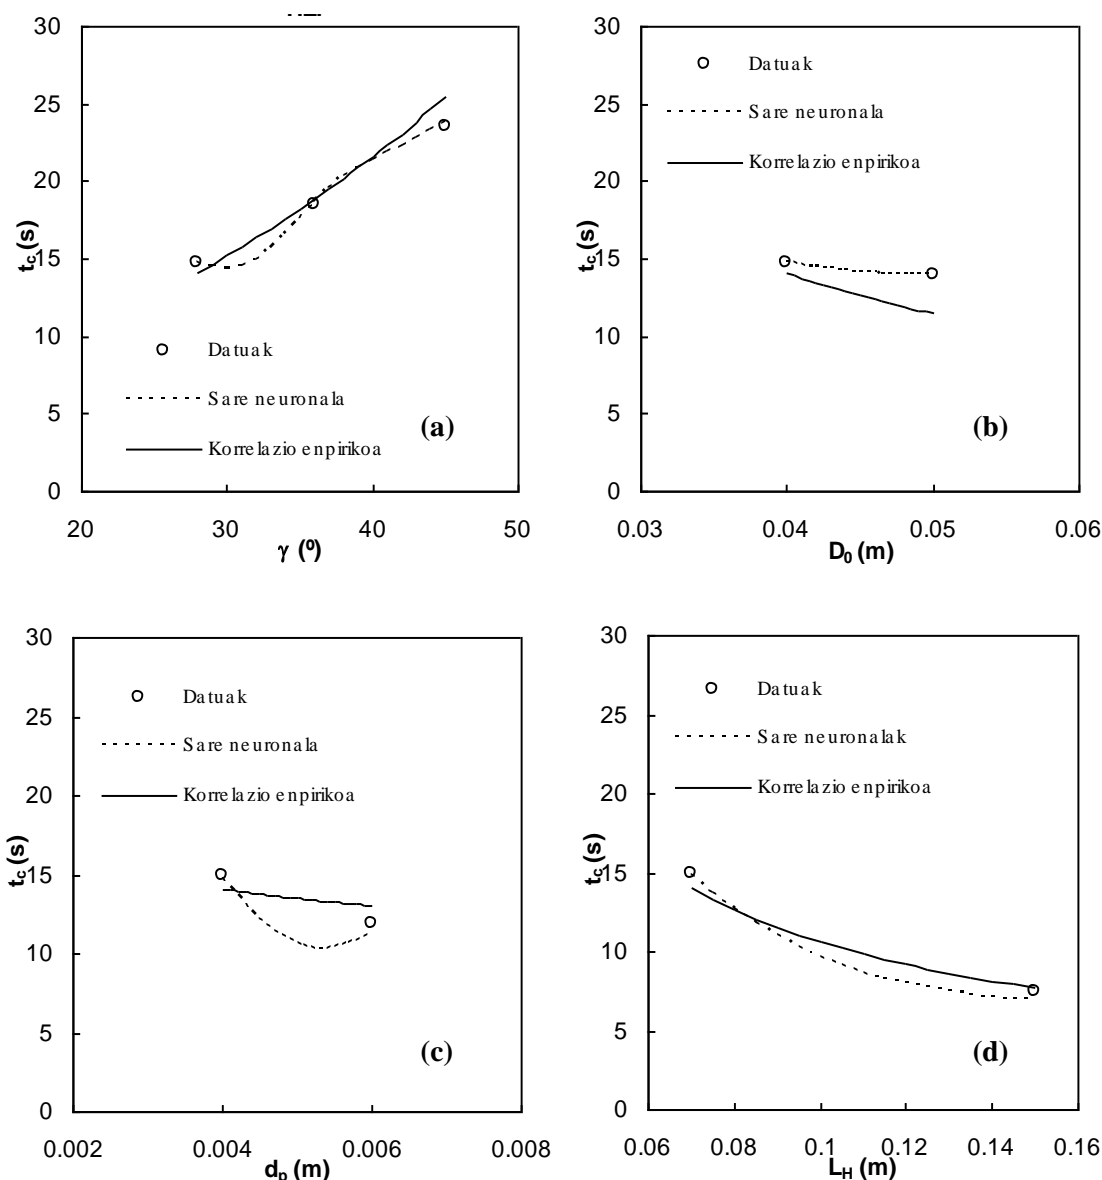 30
25
20
15
10
5
0
t_c (s)
Datuak
Sare neuronala
Korrelazio enpirikoa
(a)
20 30 40 50
γ (º)
30
25
20
15
10
5
0
t_c (s)
Datuak
Sare neuronala
Korrelazio enpirikoa
(b)
0.03 0.04 0.05 0.06
D_0 (m)
30
25
20
15
10
5
0
t_c (s)
Datuak
Sare neuronala
Korrelazio enpirikoa
(c)
0.002 0.004 0.006 0.008
d_p (m)
30
25
20
15
10
5
0
t_c (s)
Datuak
Sare neuronalak
Korrelazio enpirikoa
(d)
0.06 0.08 0.1 0.12 0.14 0.16
L_H (m)